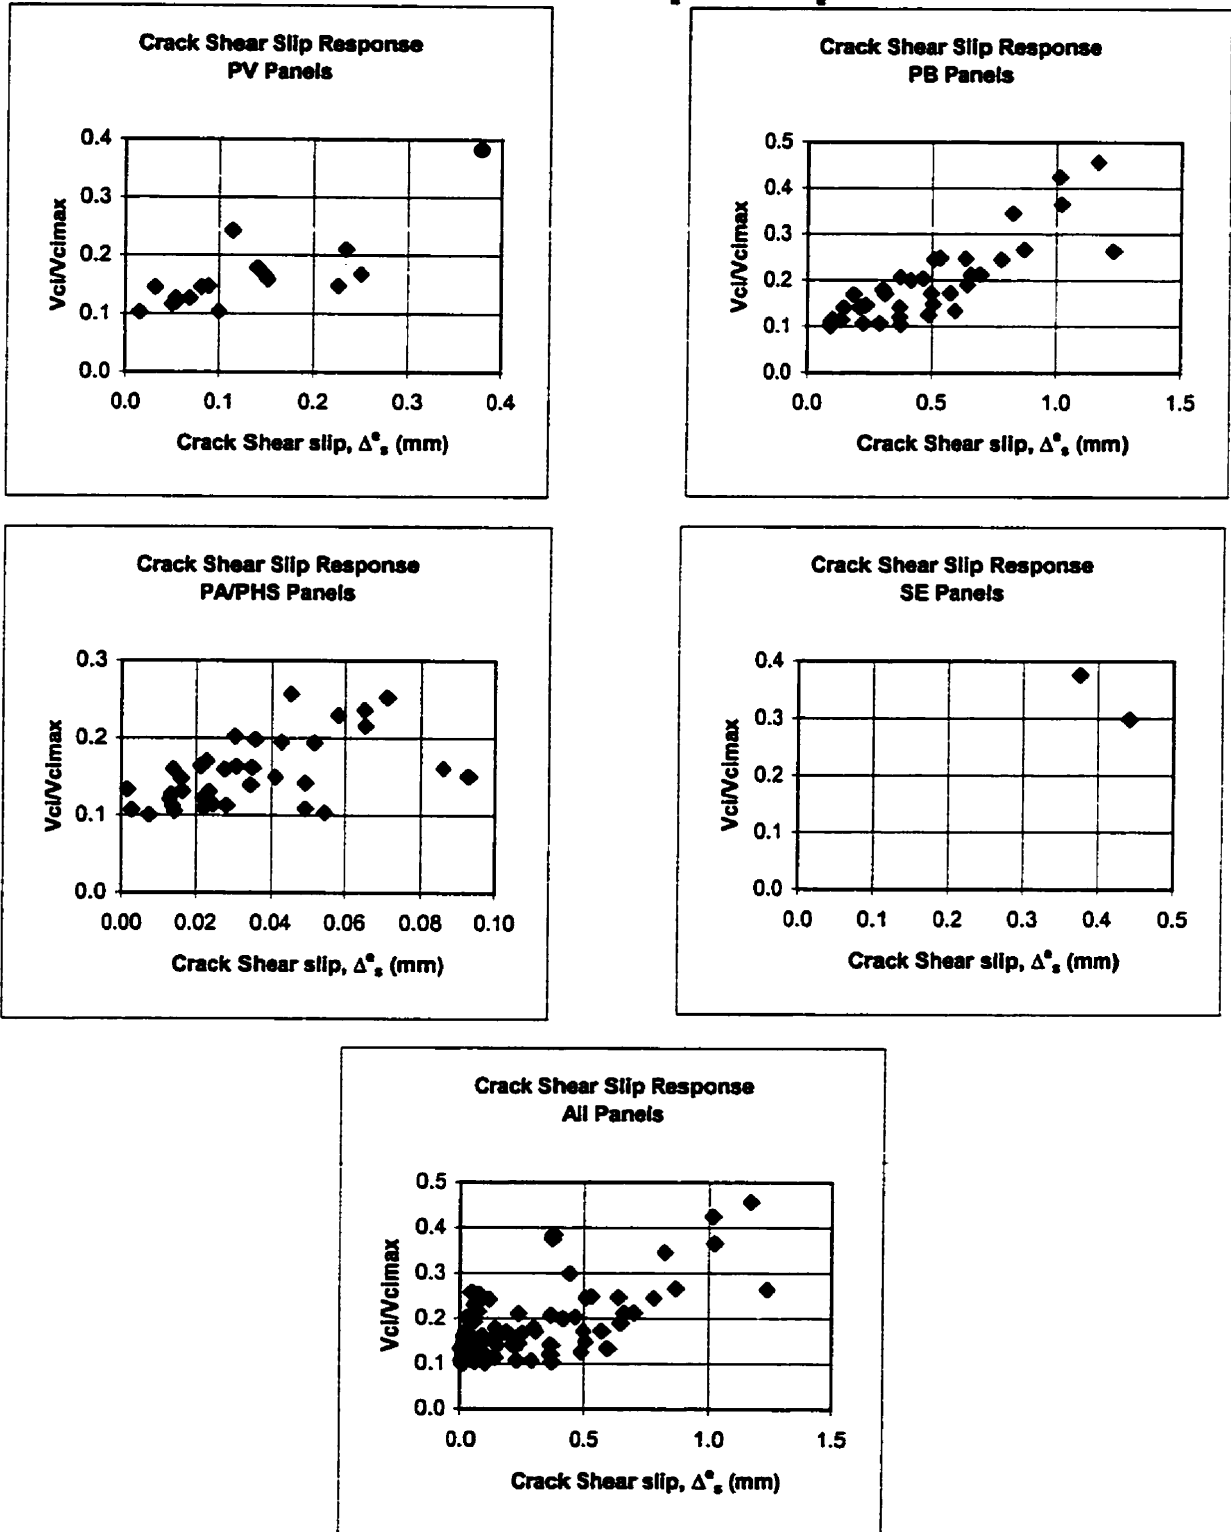 Crack Shear Slip Response
PV Panels
0.4
0.3
0.2
0.1
0.0
Vci/Vcimax
0.0 0.1 0.2 0.3 0.4
Crack Shear slip, Δᵉₛ (mm)
Crack Shear Slip Response
PB Panels
0.5
0.4
0.3
0.2
0.1
0.0
Vci/Vcimax
0.0 0.5 1.0 1.5
Crack Shear slip, Δᵉₛ (mm)
Crack Shear Slip Response
PA/PHS Panels
0.3
0.2
0.1
0.0
Vci/Vcimax
0.00 0.02 0.04 0.06 0.08 0.10
Crack Shear slip, Δᵉₛ (mm)
Crack Shear Slip Response
SE Panels
0.4
0.3
0.2
0.1
0.0
Vci/Vcimax
0.0 0.1 0.2 0.3 0.4 0.5
Crack Shear slip, Δᵉₛ (mm)
Crack Shear Slip Response
All Panels
0.5
0.4
0.3
0.2
0.1
0.0
Vci/Vcimax
0.0 0.5 1.0 1.5
Crack Shear slip, Δᵉₛ (mm)